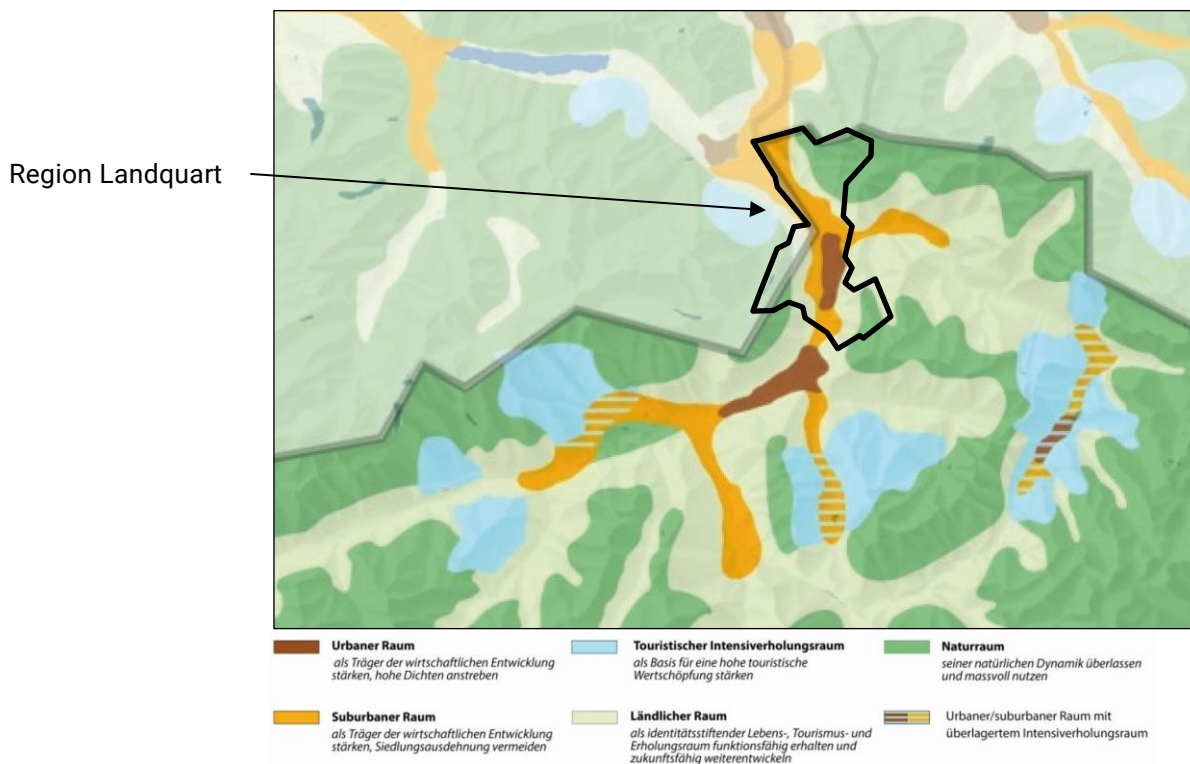 Region Landquart
Urbaner Raum
als Träger der wirtschaftlichen Entwicklung
stärken, hohe Dichten anstreben
Touristischer Intensiverholungsraum
als Basis für eine hohe touristische
Wertschöpfung stärken
Naturraum
seiner natürlichen Dynamik überlassen
und massvoll nutzen
Suburbaner Raum
als Träger der wirtschaftlichen Entwicklung
stärken, Siedlungsausdehnung vermeiden
Ländlicher Raum
als identitätsstiftender Lebens-, Tourismus- und
Erholungsraum funktionsfähig erhalten und
zukunftsfähig weiterentwickeln
Urbaner/suburbaner Raum mit
überlagertem Intensiverholungsraum